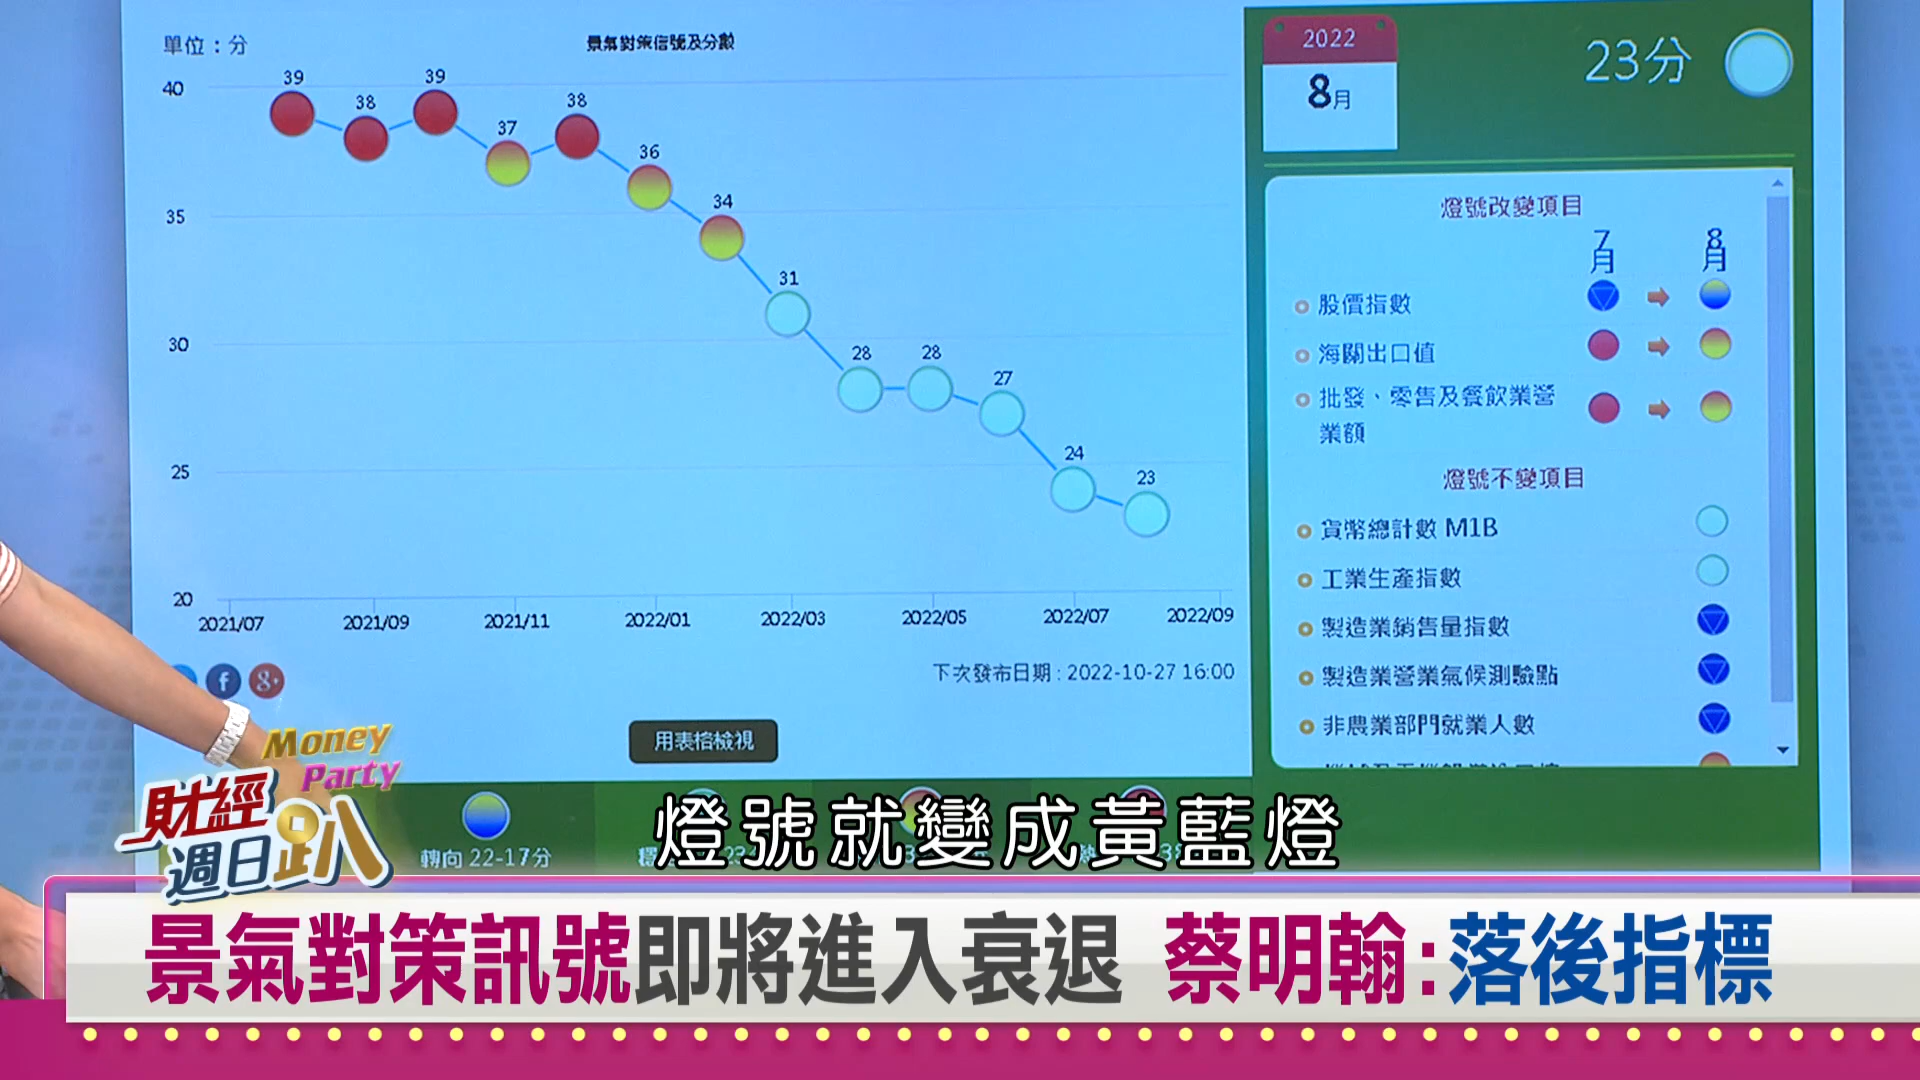 單位：分
景氣對策信號及分數
40
35
30
25
20
39
38
39
37
38
36
34
31
28
28
27
24
23
2021/07
2021/09
2021/11
2022/01
2022/03
2022/05
2022/07
2022/09
下次發布日期 : 2022-10-27 16:00
用表格檢視
2022
8月
23分
燈號改變項目
7月
8月
股價指數
海關出口值
批發、零售及餐飲業營
業額
燈號不變項目
貨幣總計數 M1B
工業生產指數
製造業銷售量指數
製造業營業氣候測驗點
非農業部門就業人數
轉向 22-17分
Money
Party
財經
週日趴
燈號就變成黃藍燈
景氣對策訊號即將進入衰退 蔡明翰:落後指標